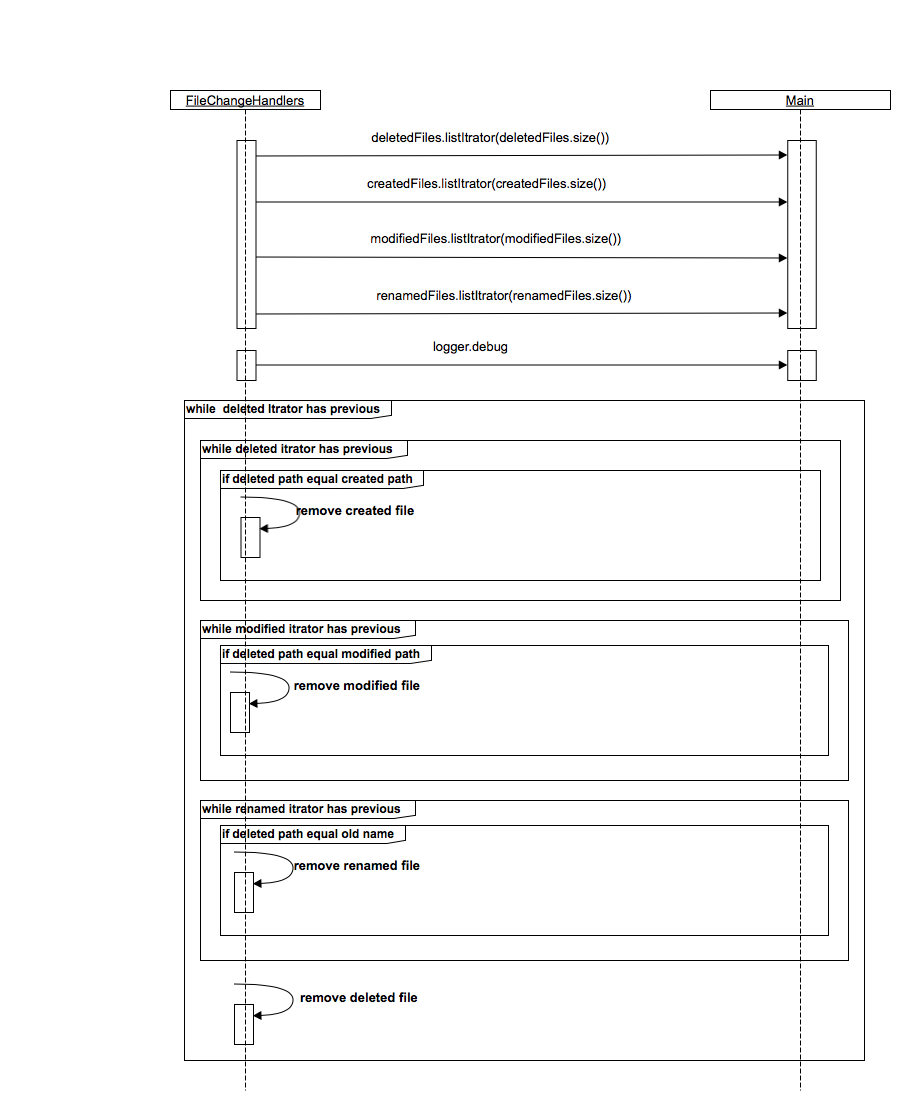 FileChangeHandlers
Main
deletedFiles.listItrator(deletedFiles.size())
createdFiles.listItrator(createdFiles.size())
modifiedFiles.listItrator(modifiedFiles.size())
renamedFiles.listItrator(renamedFiles.size())
logger.debug
while deleted Itrator has previous
while deleted itrator has previous
if deleted path equal created path
remove created file
while modified itrator has previous
if deleted path equal modified path
remove modified file
while renamed itrator has previous
if deleted path equal old name
remove renamed file
remove deleted file